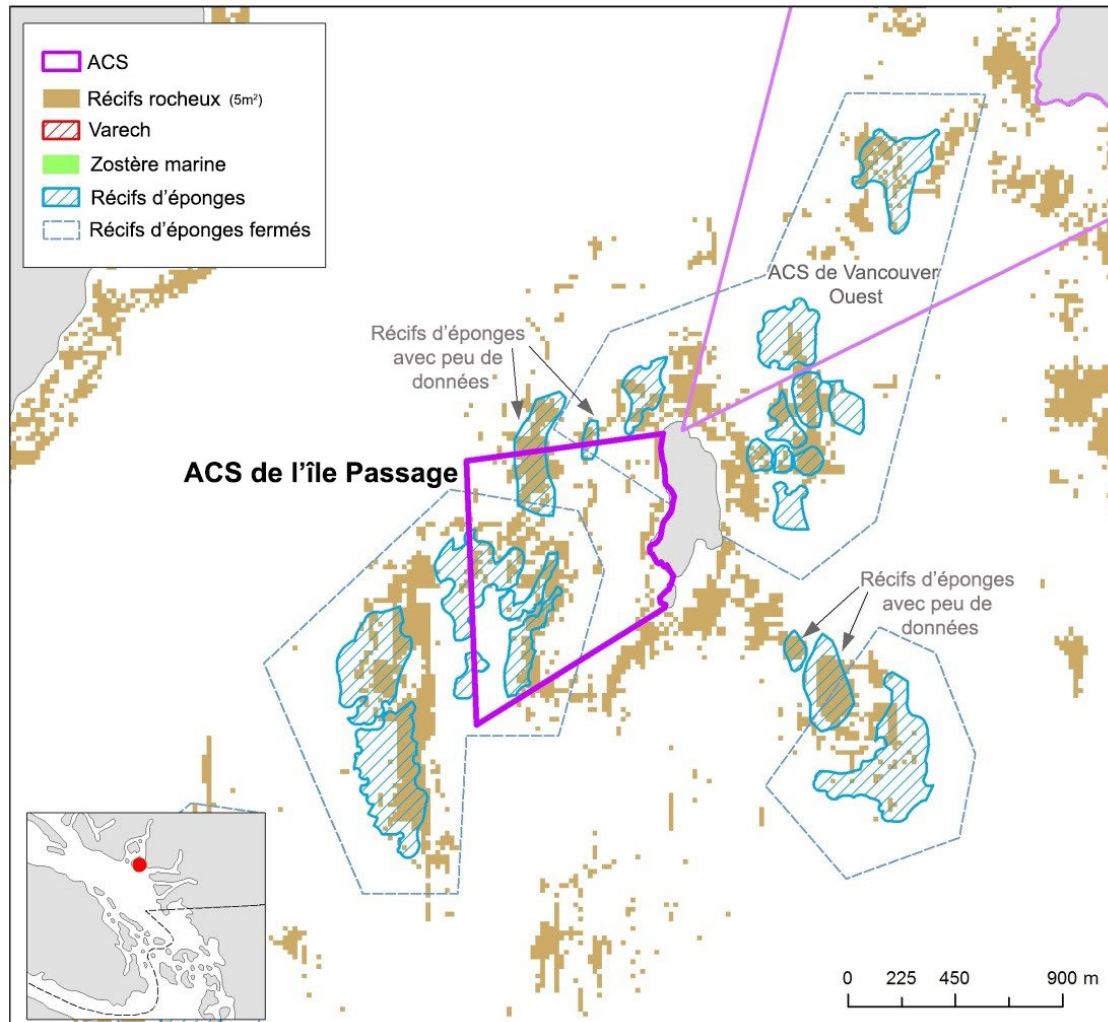 ACS
Récifs rocheux (5m²)
Varech
Zostère marine
Récifs d'éponges
Récifs d'éponges fermés
ACS de Vancouver
Ouest
Récifs d'éponges
avec peu de
données
ACS de l'île Passage
Récifs d'éponges
avec peu de
données
0 225 450 900 m